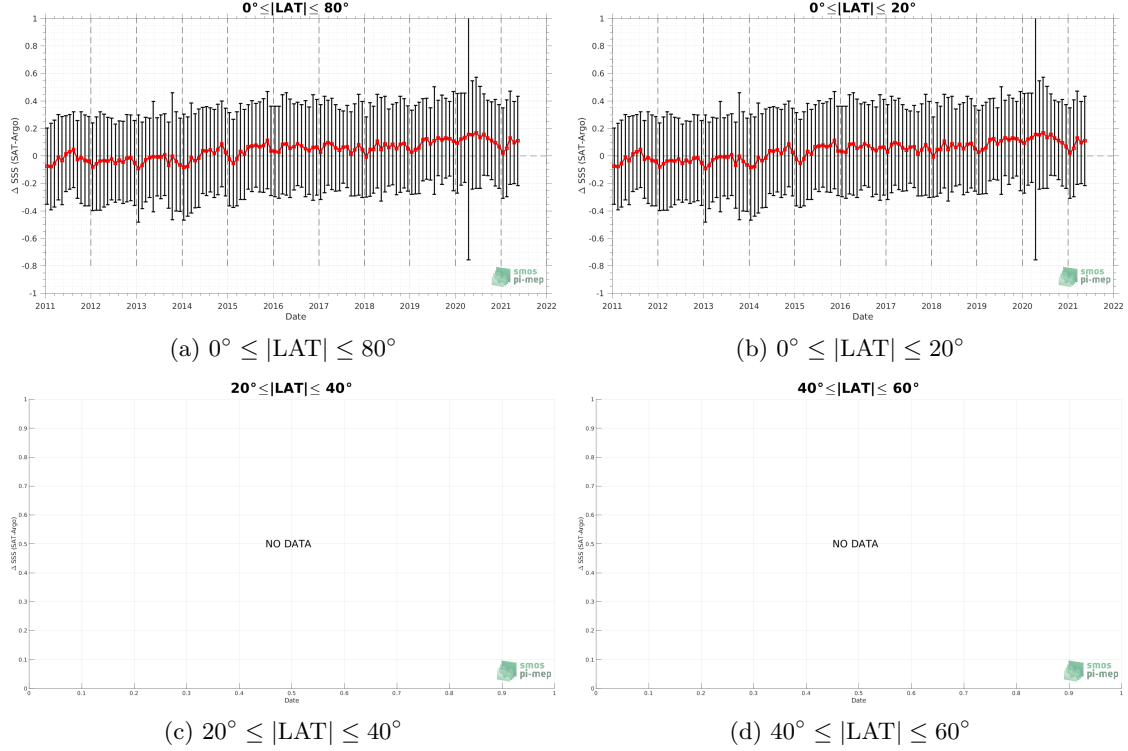 0°≤|LAT|≤ 80°
1
0.8
0.6
0.4
0.2
0
-0.2
-0.4
-0.6
-0.8
-1
Δ SSS (SAT-Argo)
2011 2012 2013 2014 2015 2016 2017 2018 2019 2020 2021 2022
Date
smos
pi-mep
(a) 0° ≤ |LAT| ≤ 80°
0°≤|LAT|≤ 20°
1
0.8
0.6
0.4
0.2
0
-0.2
-0.4
-0.6
-0.8
-1
Δ SSS (SAT-Argo)
2011 2012 2013 2014 2015 2016 2017 2018 2019 2020 2021 2022
Date
smos
pi-mep
(b) 0° ≤ |LAT| ≤ 20°
20°≤|LAT|≤ 40°
1
0.9
0.8
0.7
0.6
0.5
0.4
0.3
0.2
0.1
0
Δ SSS (SAT-Argo)
NO DATA
0 0.1 0.2 0.3 0.4 0.5 0.6 0.7 0.8 0.9 1
Date
smos
pi-mep
(c) 20° ≤ |LAT| ≤ 40°
40°≤|LAT|≤ 60°
1
0.9
0.8
0.7
0.6
0.5
0.4
0.3
0.2
0.1
0
Δ SSS (SAT-Argo)
NO DATA
0 0.1 0.2 0.3 0.4 0.5 0.6 0.7 0.8 0.9 1
Date
smos
pi-mep
(d) 40° ≤ |LAT| ≤ 60°